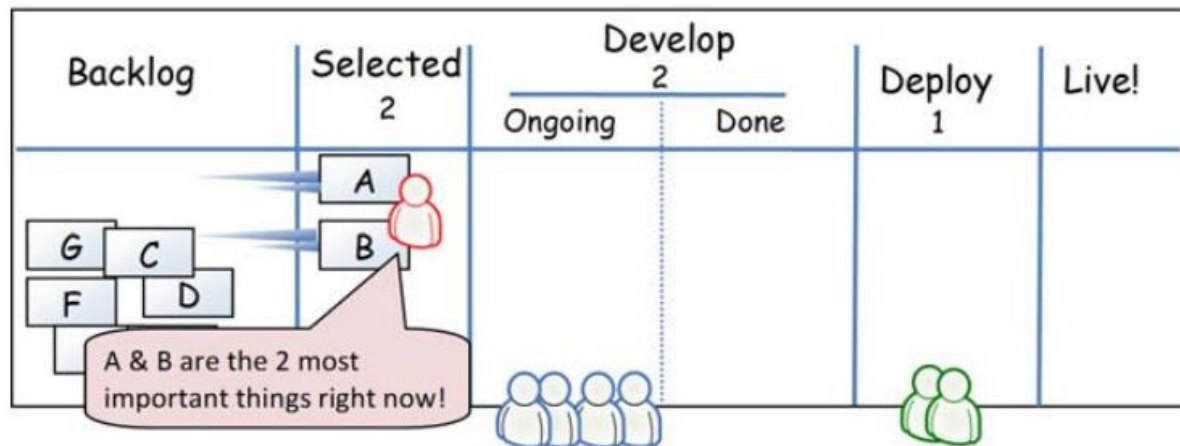 Backlog
Selected
2
Develop
2
Ongoing
Done
Deploy
1
Live!
A
B
G
C
D
F
A & B are the 2 most
important things right now!